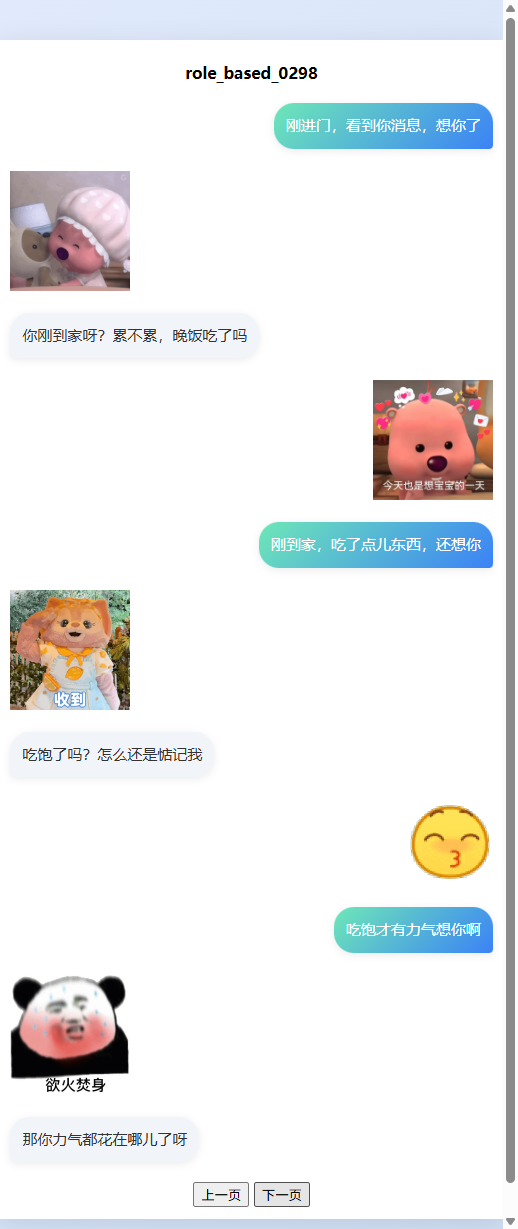 role_based_0298
刚进门，看到你消息，想你了
你刚到家呀？累不累，晚饭吃了吗
今天也是想宝宝的一天
刚到家，吃了点儿东西，还想你
收到
吃饱了吗？怎么还是惦记我
吃饱才有力气想你啊
欲火焚身
那你力气都花在哪儿了呀
上一页 下一页